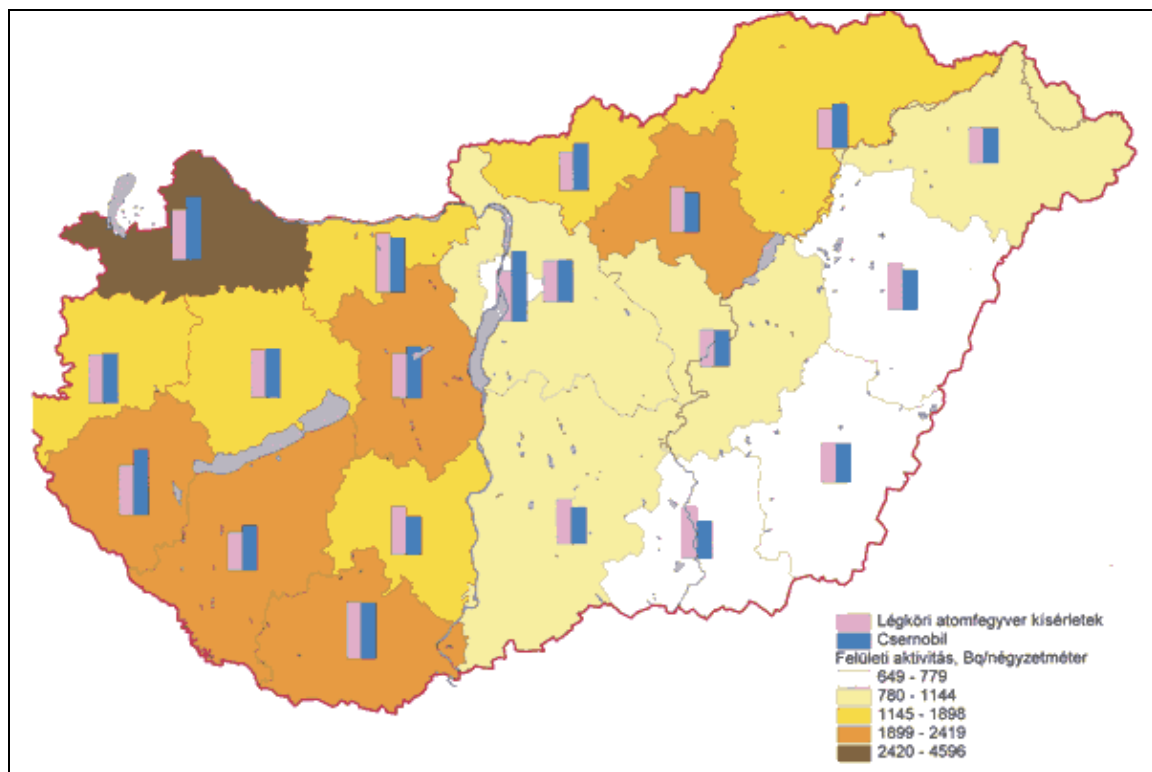 Légköri atomfegyver kísérletek
Csernobil
Felületi aktivitás, Bq/négyzetméter
649 - 779
780 - 1144
1145 - 1898
1899 - 2419
2420 - 4596